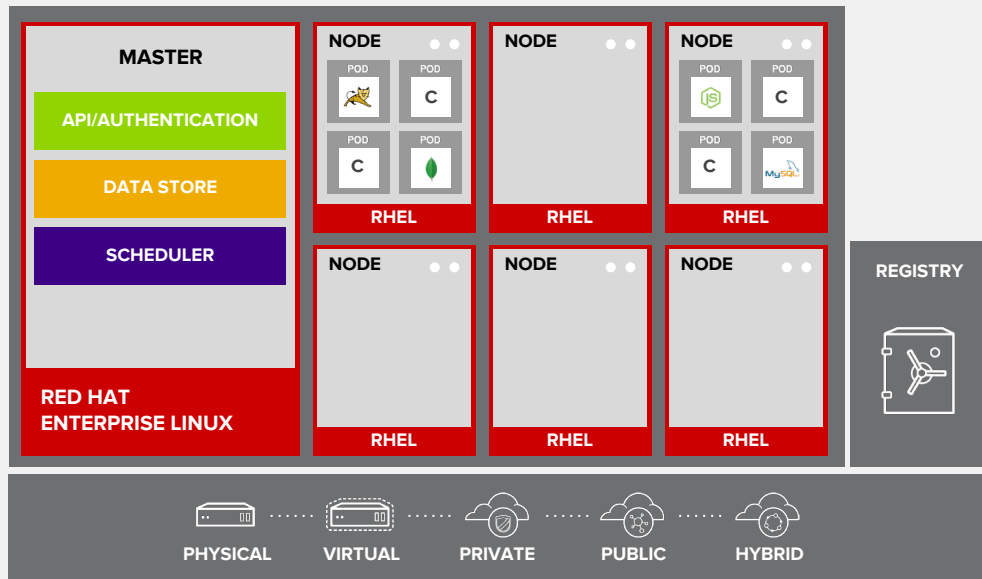 MASTER
API/AUTHENTICATION
DATA STORE
SCHEDULER
RED HAT
ENTERPRISE LINUX
NODE
POD
POD
C
POD
POD
C
RHEL
NODE
RHEL
NODE
POD
JS
POD
C
POD
C
POD
MySQL
RHEL
NODE
RHEL
NODE
RHEL
NODE
RHEL
REGISTRY
PHYSICAL
VIRTUAL
PRIVATE
PUBLIC
HYBRID